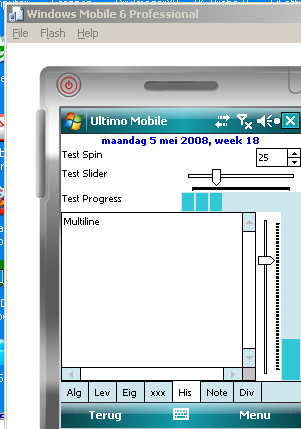 Windows Mobile 6 Professional
File Flash Help
Ultimo Mobile
maandag 5 mei 2008, week 18
Test Spin 25
Test Slider
Test Progress
Multiline
Alg Lev Eig xxx His Note Div
Terug Menu